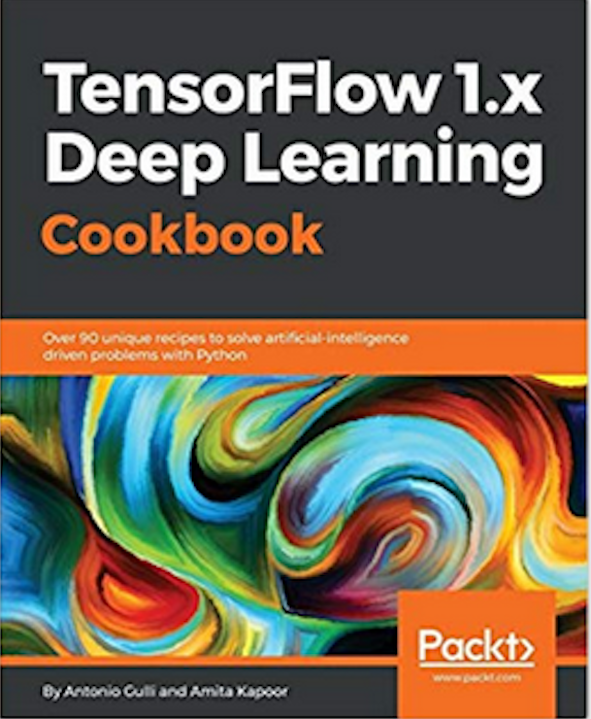 TensorFlow 1.x
Deep Learning
Cookbook
Over 90 unique recipes to solve artificial-intelligence
driven problems with Python
Packt>
www.packt.com
By Antonio Gulli and Amita Kapoor